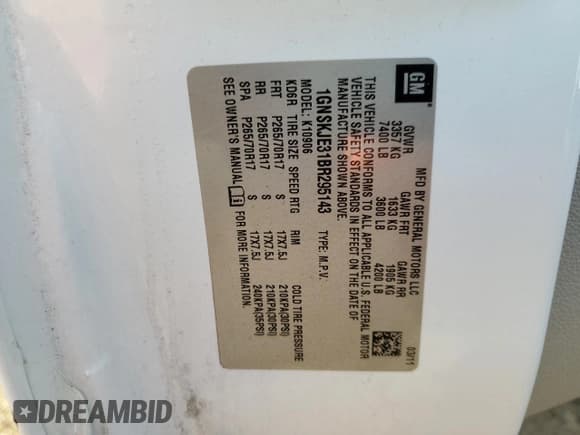 GM
®
MFD BY GENERAL MOTORS LLC
03/11
GVWR GAWR FRT GAWR RR
3357 KG 1633 KG 1905 KG
7400 LB 3600 LB 4200 LB
THIS VEHICLE CONFORMS TO ALL APPLICABLE U.S. FEDERAL MOTOR
VEHICLE SAFETY STANDARDS IN EFFECT ON THE DATE OF
MANUFACTURE SHOWN ABOVE.
1GNSKJE31BR295143 TYPE: M.P.V.
MODEL: K10906
KD6R TIRE SIZE SPEED RTG RIM COLD TIRE PRESSURE
FRT P265/70R17 S 17X7.5J 210KPA(30PSI)
RR P265/70R17 S 17X7.5J 210KPA(30PSI)
SPA P265/70R17 S 17X7.5J 240KPA(35PSI)
SEE OWNER'S MANUAL FOR MORE INFORMATION.
DREAMBID